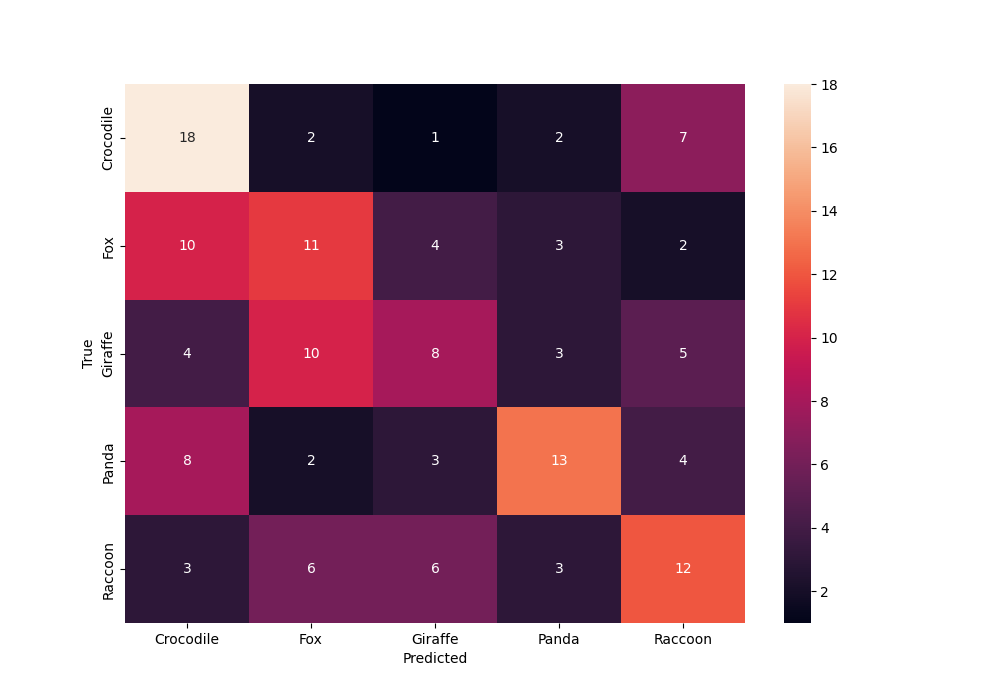 Crocodile 18 2 1 2 7
Fox 10 11 4 3 2
Giraffe 4 10 8 3 5
Panda 8 2 3 13 4
Raccoon 3 6 6 3 12
True
Crocodile Fox Giraffe Panda Raccoon
Predicted
18
16
14
12
10
8
6
4
2